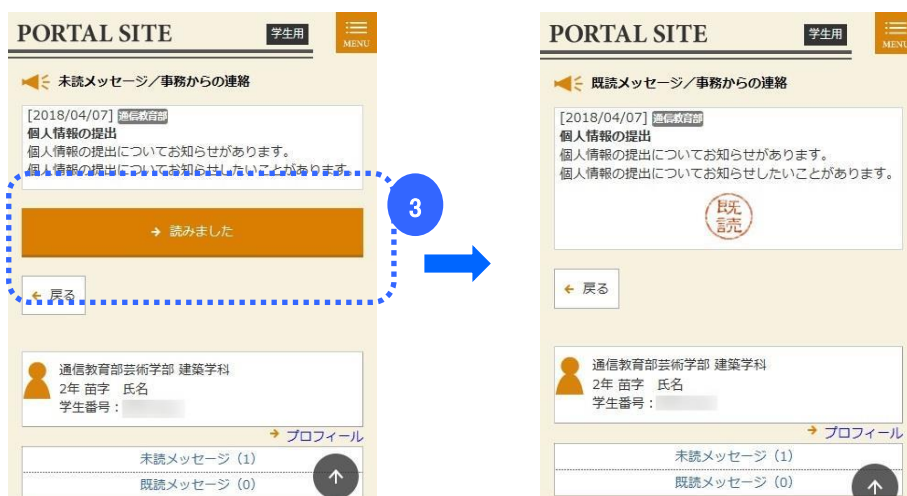 PORTAL SITE
学生用
MENU
未読メッセージ／事務からの連絡
[2018/04/07] 通信教育部
個人情報の提出
個人情報の提出についてお知らせがあります。
個人情報の提出についてお知らせしたいことがあります。
→ 読みました
← 戻る
通信教育部芸術学部 建築学科
2年 苗字 氏名
学生番号：
→ プロフィール
未読メッセージ（1）
既読メッセージ（0）
3
PORTAL SITE
学生用
MENU
既読メッセージ／事務からの連絡
[2018/04/07] 通信教育部
個人情報の提出
個人情報の提出についてお知らせがあります。
個人情報の提出についてお知らせしたいことがあります。
既読
← 戻る
通信教育部芸術学部 建築学科
2年 苗字 氏名
学生番号：
→ プロフィール
未読メッセージ（1）
既読メッセージ（0）